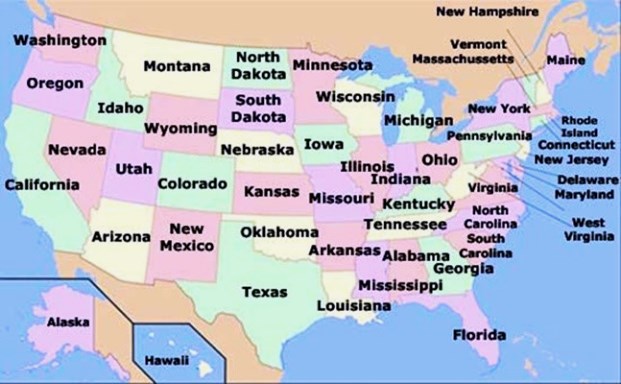 New Hampshire
Vermont
Massachussetts
Washington
Montana
North
Dakota
Minnesota
Maine
Oregon
Idaho
South
Dakota
Wisconsin
Michigan
New York
Rhode
Island
Connecticut
New Jersey
Wyoming
Nebraska
Iowa
Pennsylvania
Nevada
Utah
Colorado
Illinois
Indiana
Ohio
Delaware
Maryland
California
Kansas
Missouri
Kentucky
Virginia
West
Virginia
Arizona
New
Mexico
Oklahoma
Tennessee
North
Carolina
Arkansas
Alabama
South
Carolina
Georgia
Texas
Mississippi
Louisiana
Alaska
Hawaii
Florida